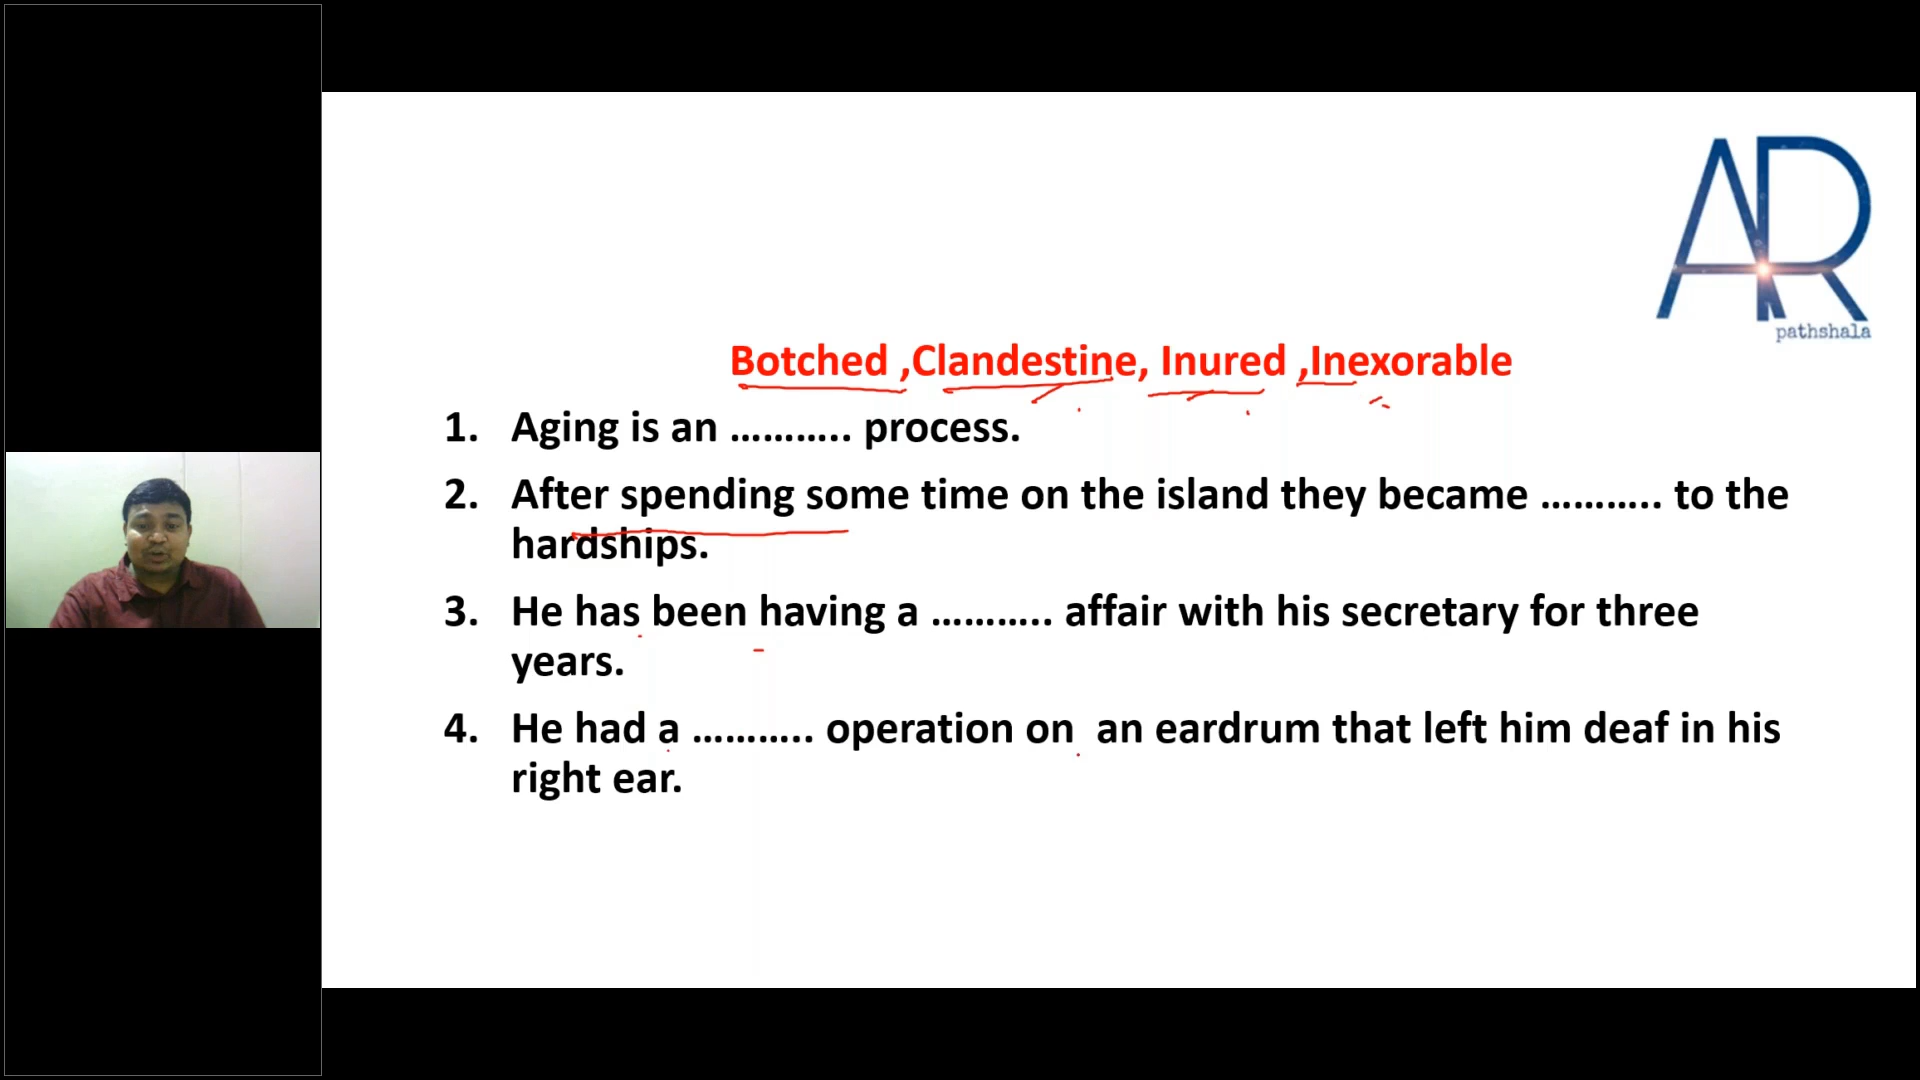 AR
pathshala
Botched ,Clandestine, Inured ,Inexorable
1. Aging is an ……….. process.
2. After spending some time on the island they became ……….. to the
hardships.
3. He has been having a ……….. affair with his secretary for three
years.
4. He had a ……….. operation on  an eardrum that left him deaf in his
right ear.